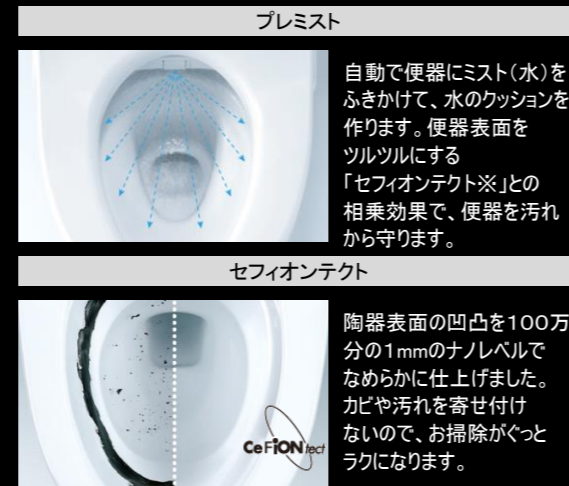 プレミスト
自動で便器にミスト（水）を
ふきかけて、水のクッションを
作ります。便器表面を
ツルツルにする
「セフィオンテクト※」との
相乗効果で、便器を汚れ
から守ります。
セフィオンテクト
陶器表面の凹凸を１００万
分の１mmのナノレベルで
なめらかに仕上げました。
カビや汚れを寄せ付け
ないので、お掃除がぐっと
ラクになります。
CeFiONtect